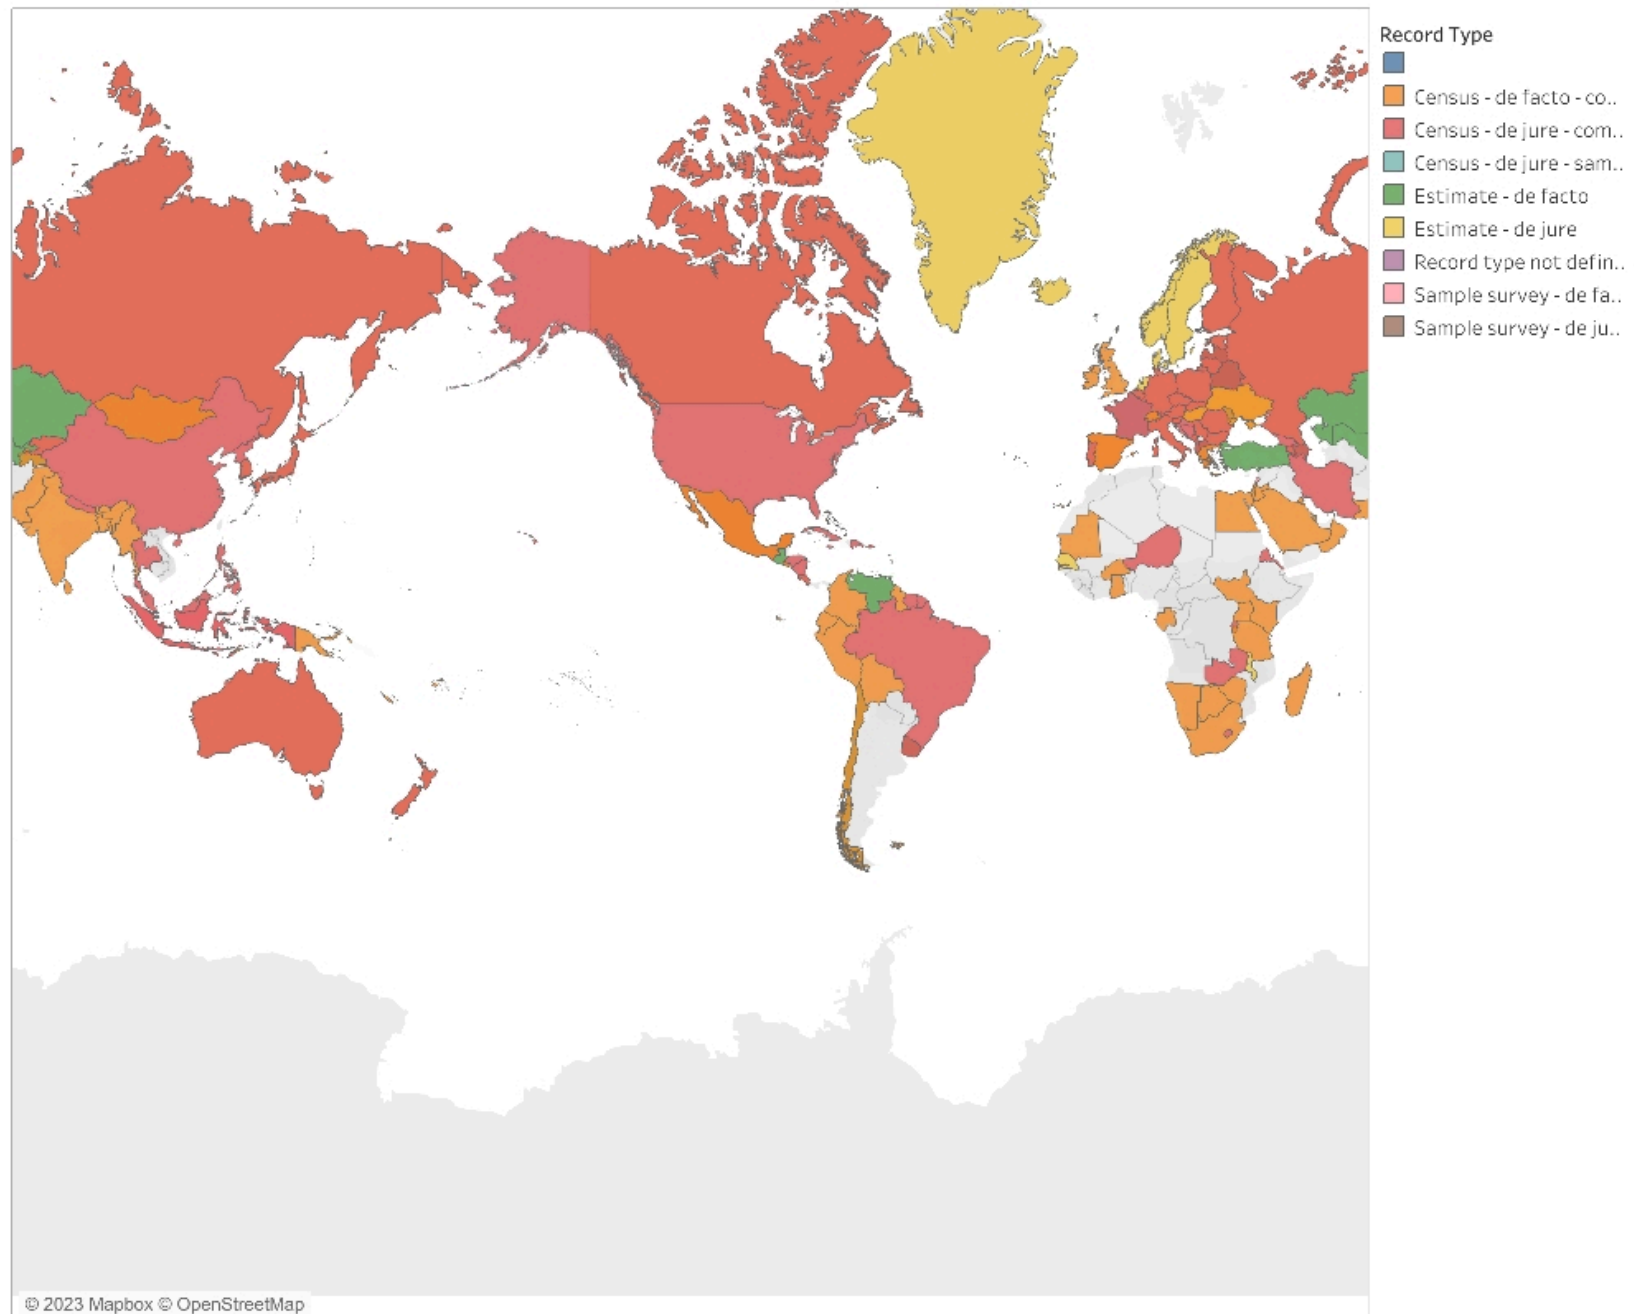 Record Type
Census - de facto - co..
Census - de jure - com..
Census - de jure - sam..
Estimate - de facto
Estimate - de jure
Record type not defin..
Sample survey - de fa..
Sample survey - de ju..
© 2023 Mapbox © OpenStreetMap